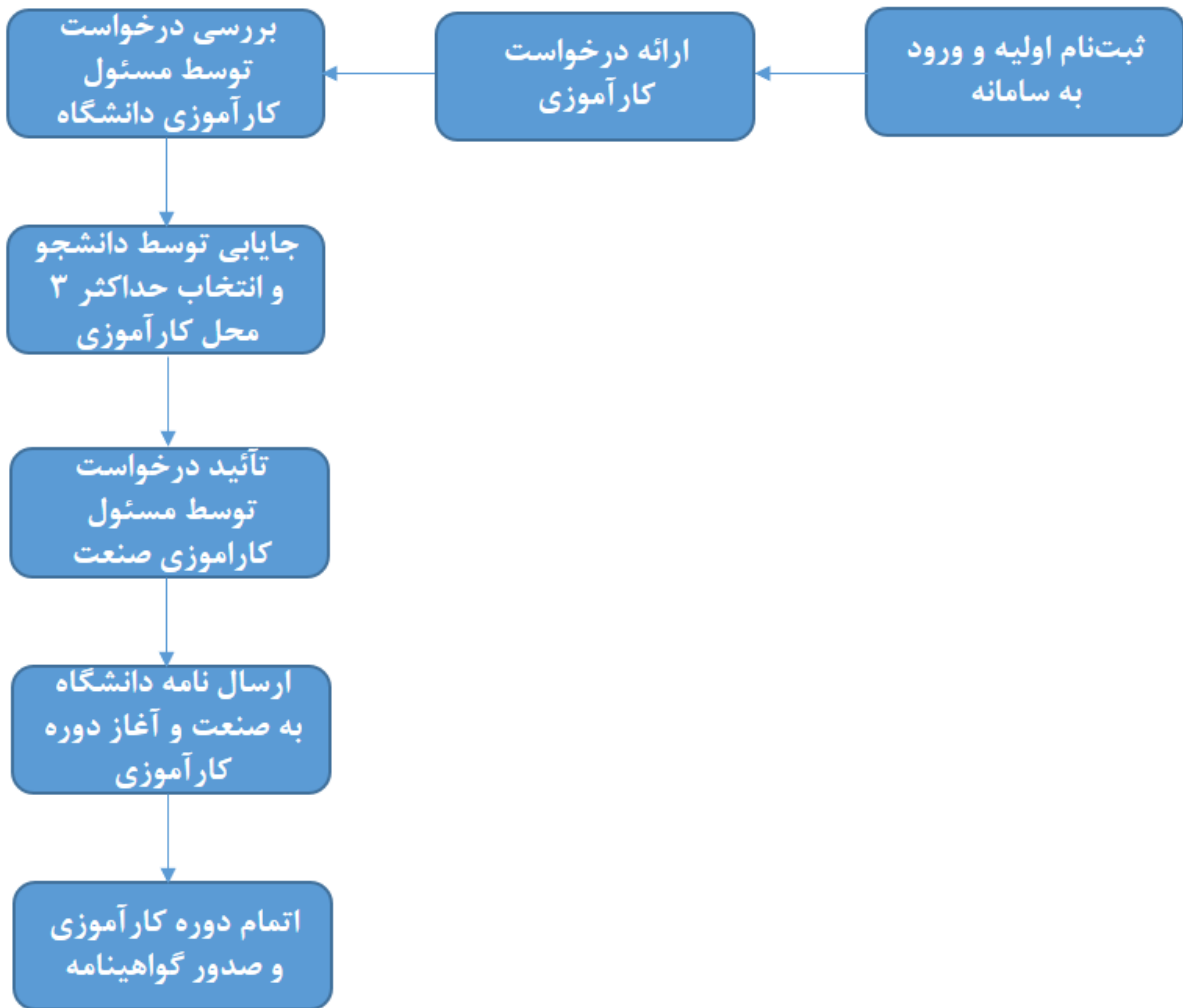 ثبت‌نام اولیه و ورود
به سامانه
ارائه درخواست
کارآموزی
بررسی درخواست
توسط مسئول
کارآموزی دانشگاه
جایابی توسط دانشجو
و انتخاب حداکثر ۳
محل کارآموزی
تآئید درخواست
توسط مسئول
کاراموزی صنعت
ارسال نامه دانشگاه
به صنعت و آغاز دوره
کارآموزی
اتمام دوره کارآموزی
و صدور گواهینامه